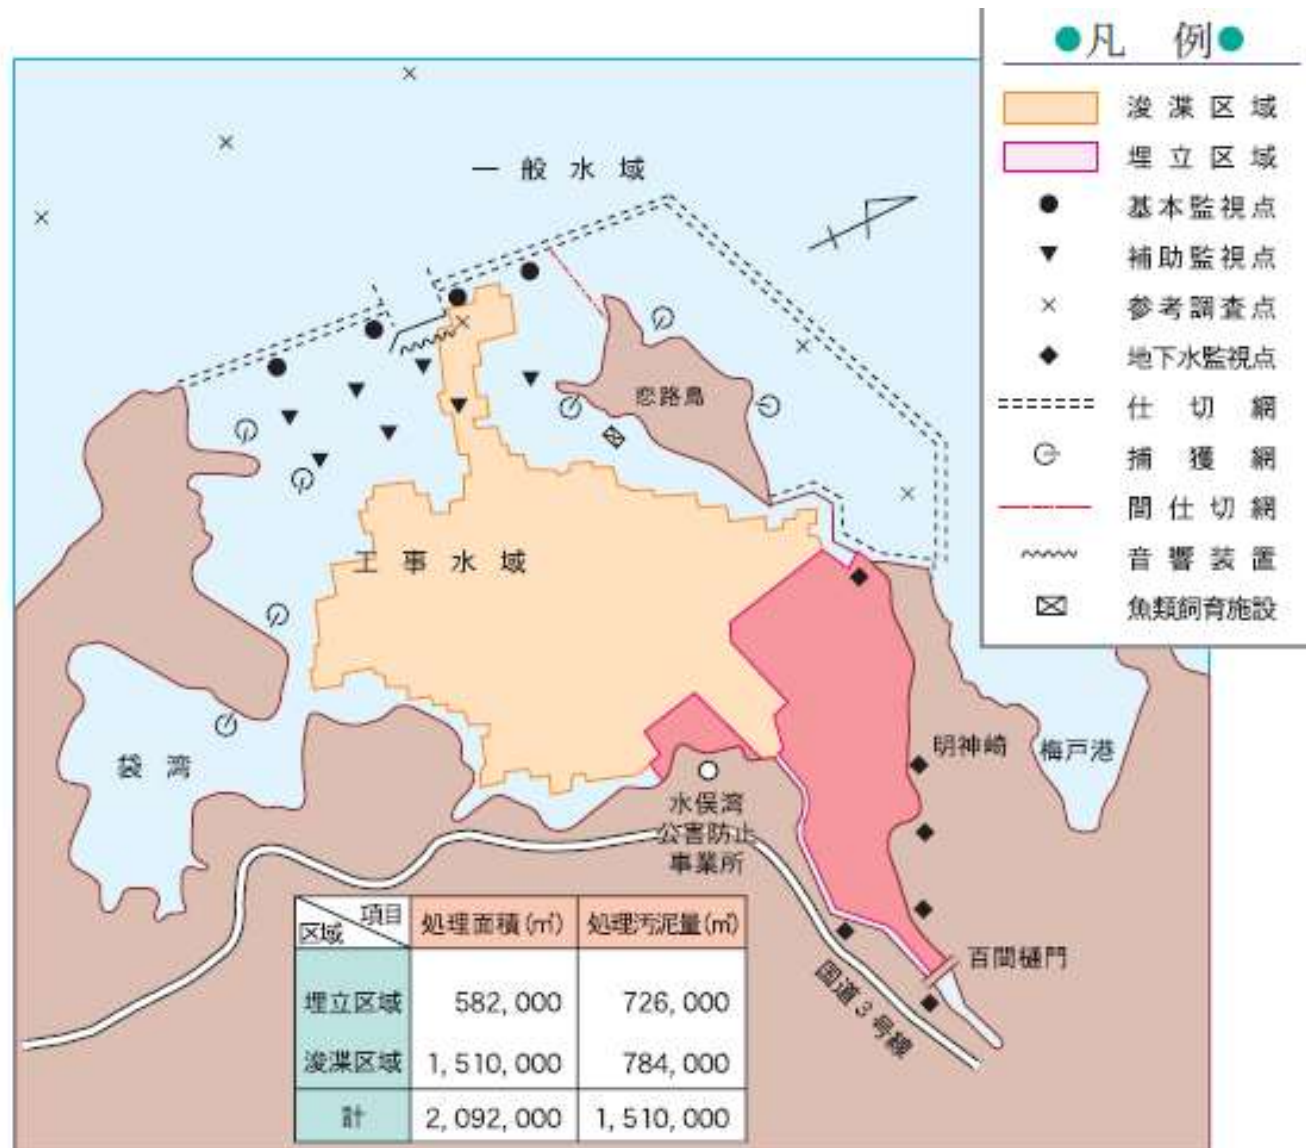 ●凡 例●
浚渫区域
埋立区域
基本監視点
補助監視点
参考調査点
地下水監視点
仕切網
捕獲網
間仕切網
音響装置
魚類飼育施設
一般水域
恋路島
工事水域
袋湾
明神崎
梅戸港
水俣湾
公害防止
事業所
百間樋門
国道3号線
項目
区域
処理面積(㎡) 処理汚泥量(㎥)
埋立区域 582,000 726,000
浚渫区域 1,510,000 784,000
計 2,092,000 1,510,000